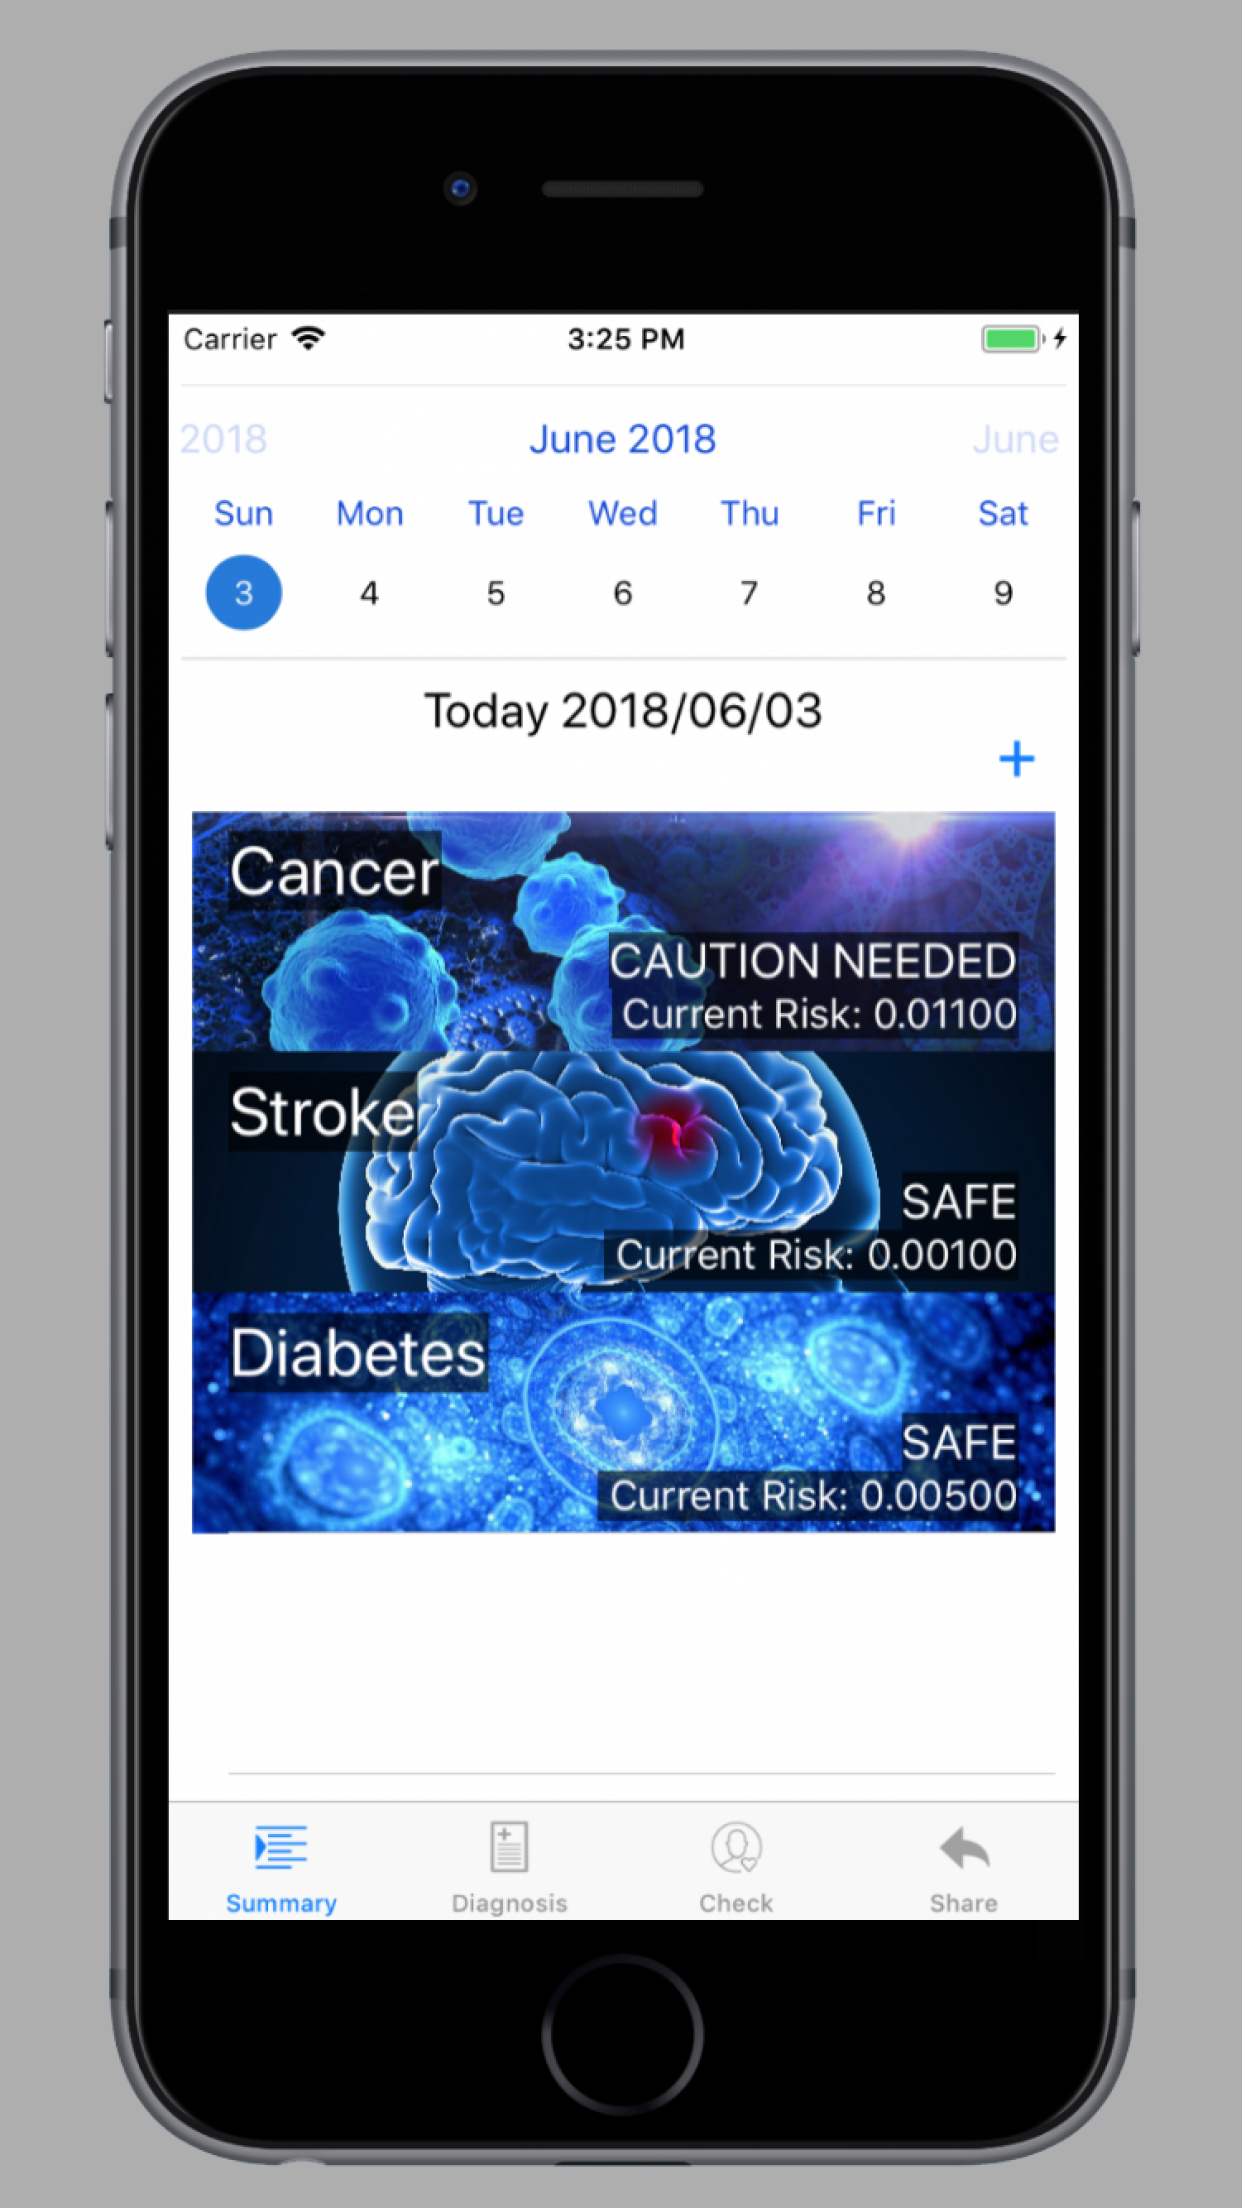 Carrier 3:25 PM
2018 June 2018 June
Sun Mon Tue Wed Thu Fri Sat
3 4 5 6 7 8 9
Today 2018/06/03
+
Cancer
CAUTION NEEDED
Current Risk: 0.01100
Stroke
SAFE
Current Risk: 0.00100
Diabetes
SAFE
Current Risk: 0.00500
Summary Diagnosis Check Share